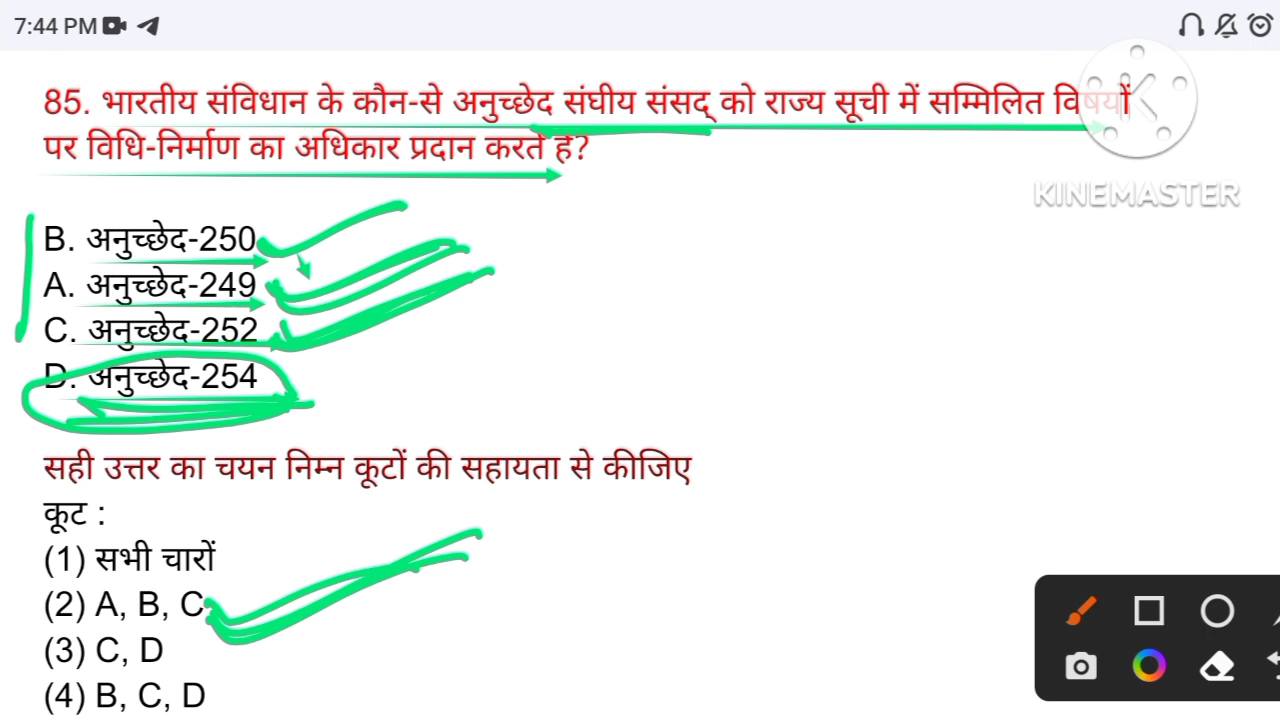 7:44 PM
85. भारतीय संविधान के कौन-से अनुच्छेद संघीय संसद् को राज्य सूची में सम्मिलित विषयों
पर विधि-निर्माण का अधिकार प्रदान करते हैं?
KINEMASTER
B. अनुच्छेद-250
A. अनुच्छेद-249
C. अनुच्छेद-252
D. अनुच्छेद-254
सही उत्तर का चयन निम्न कूटों की सहायता से कीजिए
कूट :
(1) सभी चारों
(2) A, B, C
(3) C, D
(4) B, C, D